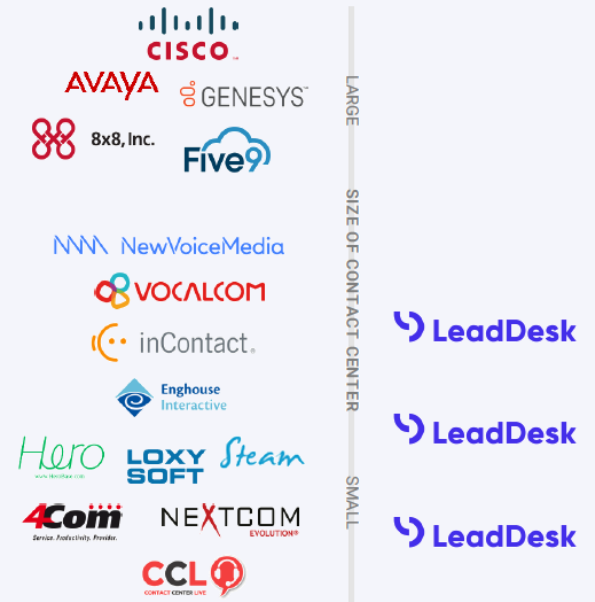 CISCO
AVAYA
GENESYS™
8x8, Inc.
Five9
NewVoiceMedia
VOCALCOM
inContact®
Enghouse
Interactive
Hero
LOXY
SOFT
Steam
4Com
Service. Productivity. Provider.
NEXTCOM
EVOLUTION®
CCL
CONTACT CENTER LIVE
LARGE
SIZE OF CONTACT CENTER
SMALL
LeadDesk
LeadDesk
LeadDesk